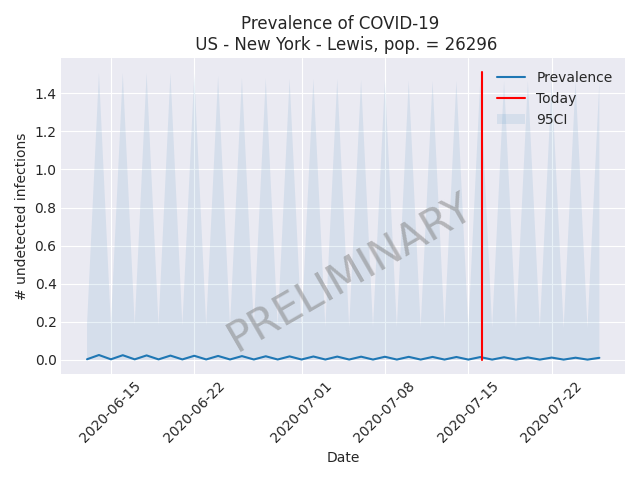 Prevalence of COVID-19
US - New York - Lewis, pop. = 26296
Prevalence
Today
95CI
# undetected infections
1.4
1.2
1.0
0.8
0.6
0.4
0.2
0.0
PRELIMINARY
2020-06-15
2020-06-22
2020-07-01
2020-07-08
2020-07-15
2020-07-22
Date